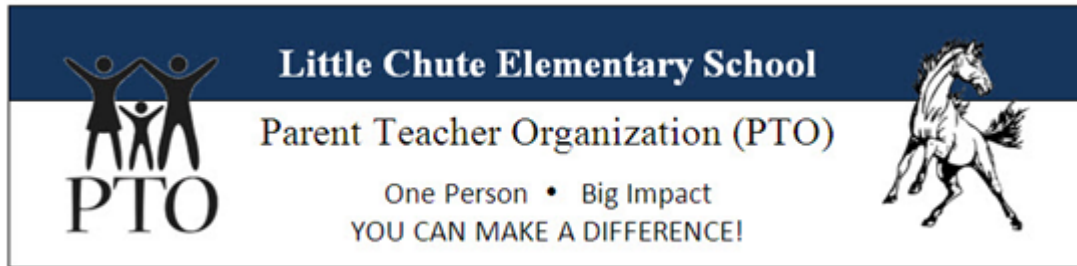 Little Chute Elementary School
Parent Teacher Organization (PTO)
PTO
One Person • Big Impact
YOU CAN MAKE A DIFFERENCE!